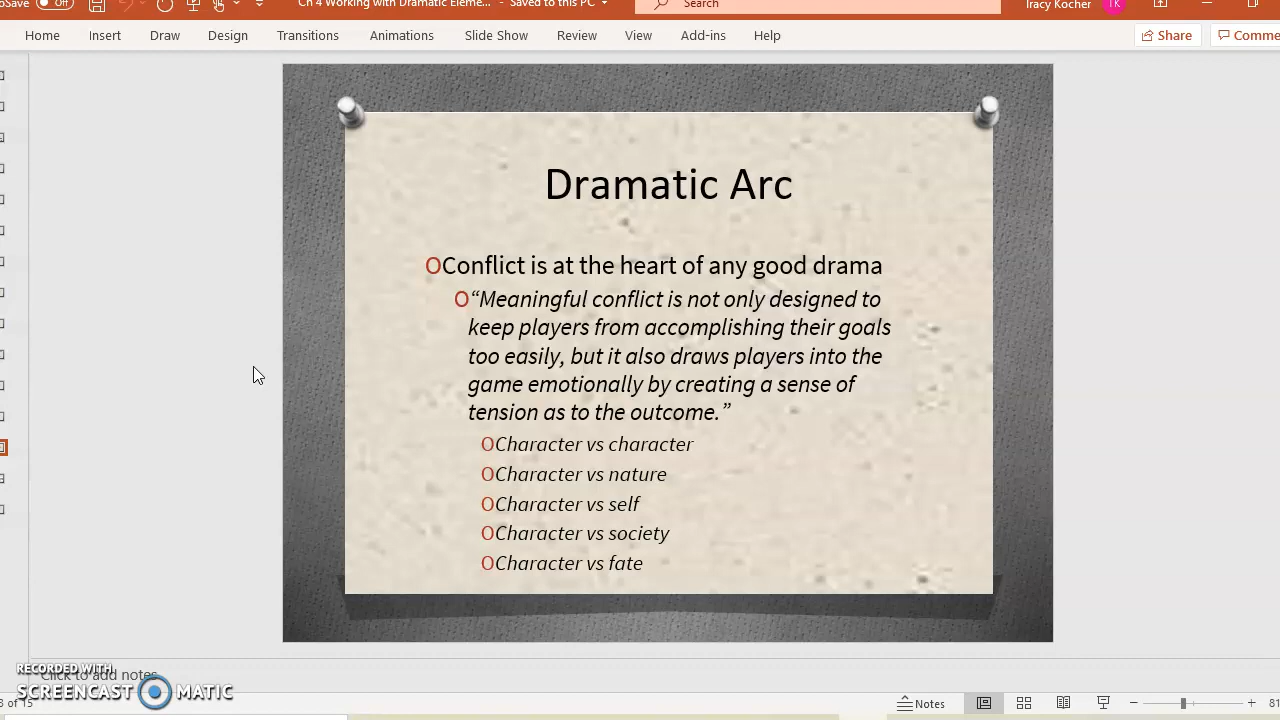 Off
Ch 4 Working with Dramatic Eleme... - Saved to this PC
Search
Tracy Kocher
TK
Home Insert Draw Design Transitions Animations Slide Show Review View Add-ins Help
Share
Comme
Dramatic Arc
Conflict is at the heart of any good drama
“Meaningful conflict is not only designed to
keep players from accomplishing their goals
too easily, but it also draws players into the
game emotionally by creating a sense of
tension as to the outcome.”
Character vs character
Character vs nature
Character vs self
Character vs society
Character vs fate
Click to add notes
RECORDED WITH
SCREENCAST MATIC
of 15
Notes
81